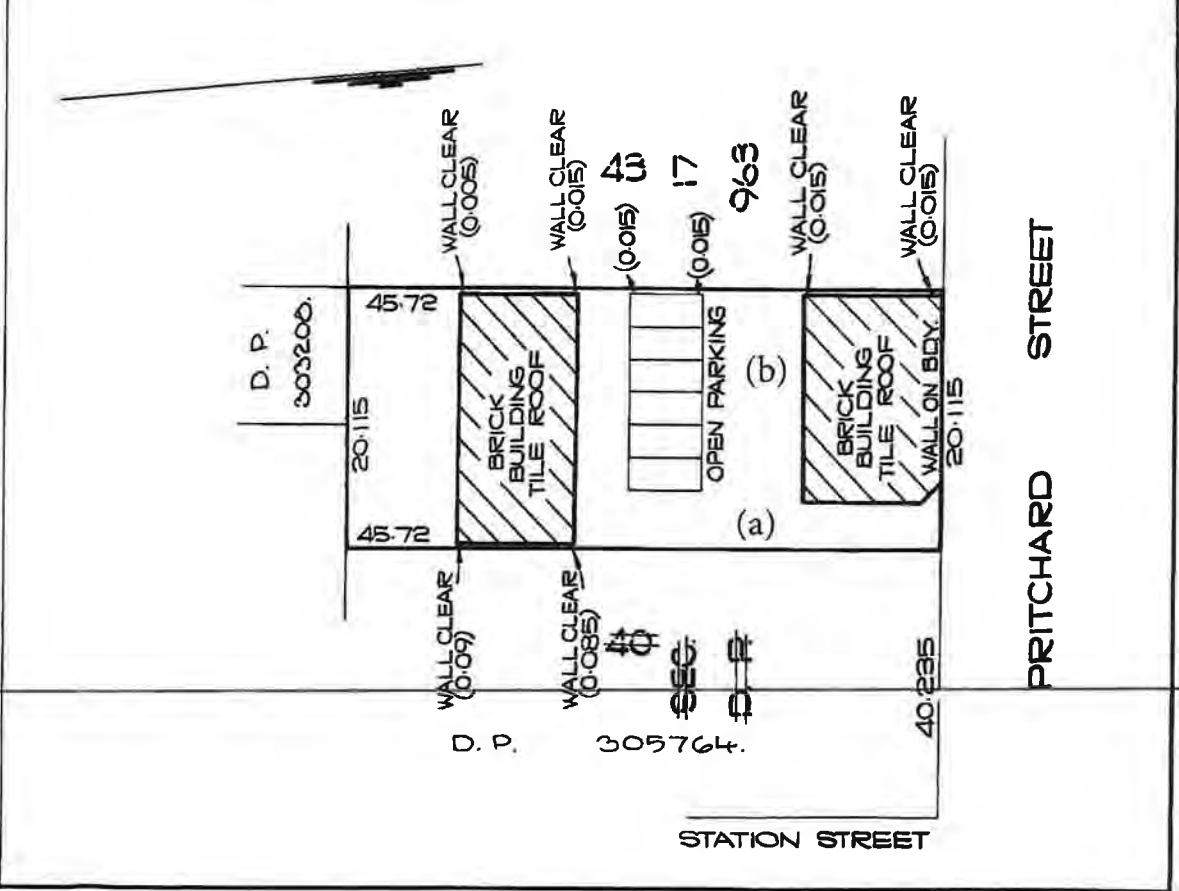 D. P.
303200.
45·72
20·115
45·72
WALL CLEAR
(0·005)
WALL CLEAR
(0·015)
(0·015)
43
17
(0·015)
963
WALL CLEAR
(0·015)
WALL CLEAR
(0·015)
BRICK
BUILDING
TILE ROOF
OPEN PARKING
(b)
(a)
BRICK
BUILDING
TILE ROOF
WALL ON BDY.
20·115
WALL CLEAR
(0·09)
WALL CLEAR
(0·085)
40
SEC.
D. P.
D. P. 305764.
40·235
STATION STREET
PRITCHARD STREET